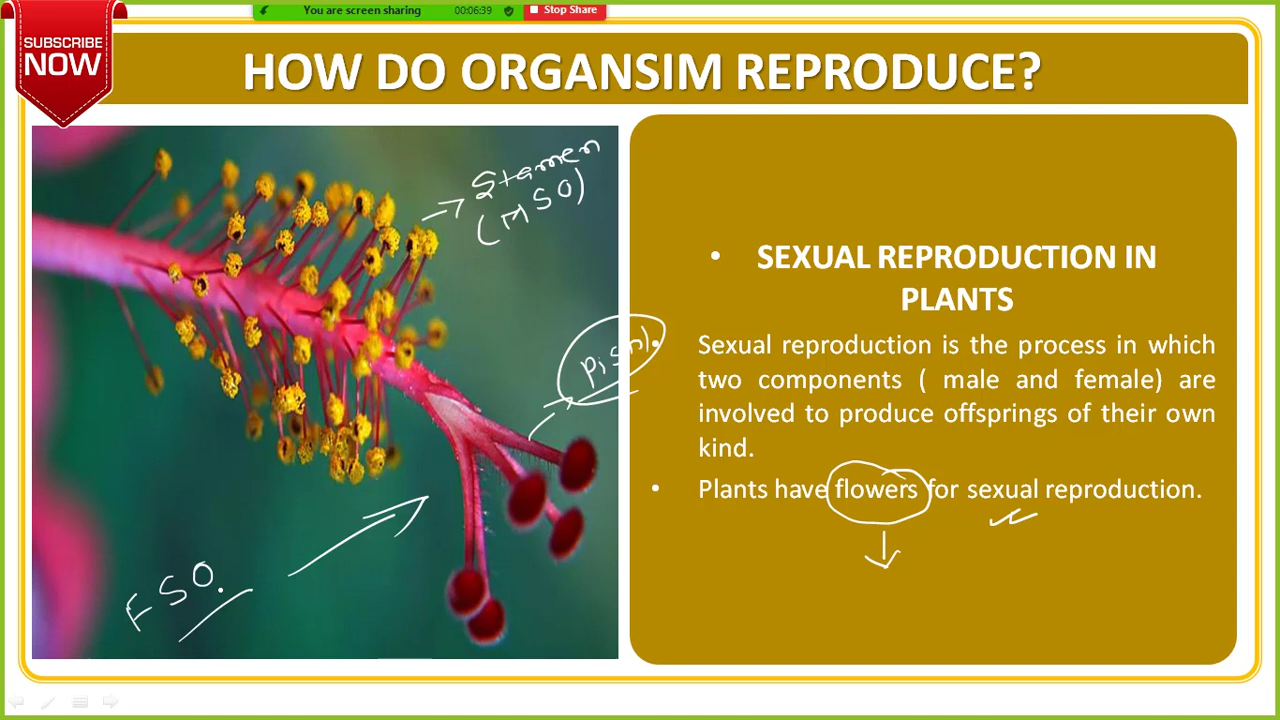 You are screen sharing 00:06:39 Stop Share
SUBSCRIBE
NOW
HOW DO ORGANSIM REPRODUCE?
Stamen
(MSO)
FSO.
• SEXUAL REPRODUCTION IN
PLANTS
• Sexual reproduction is the process in which
two components ( male and female) are
involved to produce offsprings of their own
kind.
• Plants have flowers for sexual reproduction.